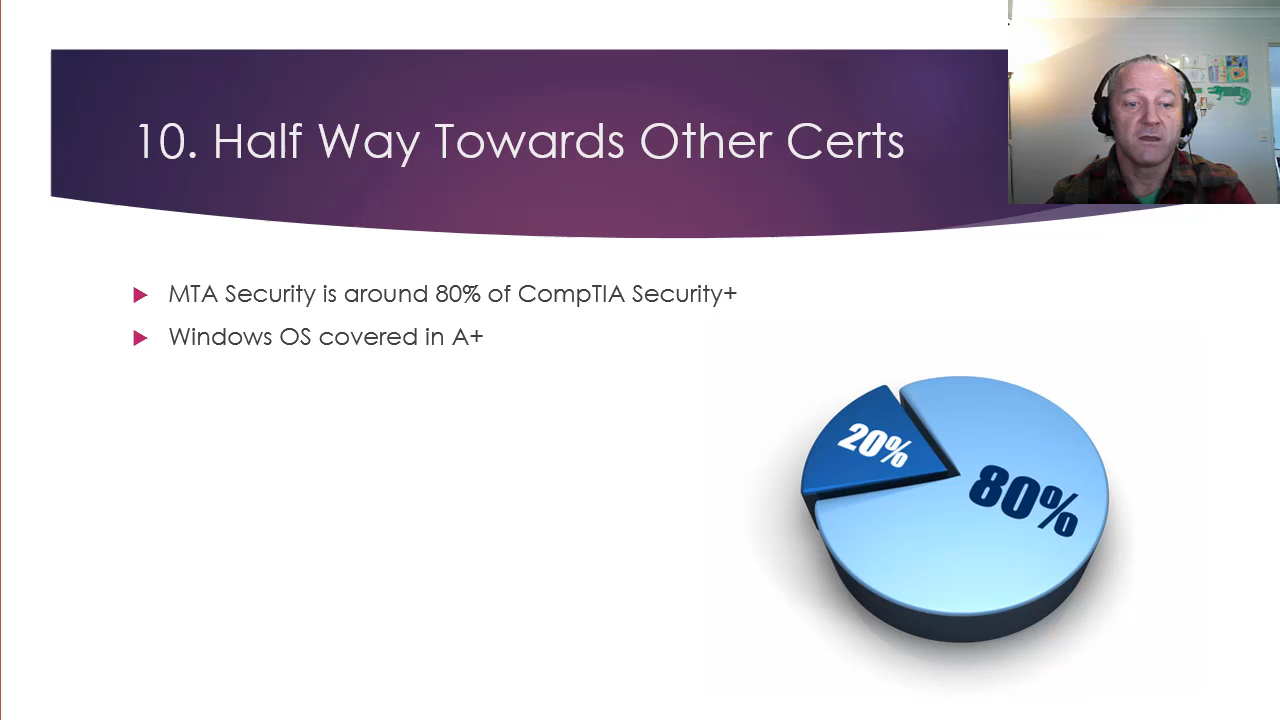 10. Half Way Towards Other Certs
MTA Security is around 80% of CompTIA Security+
Windows OS covered in A+
20%
80%